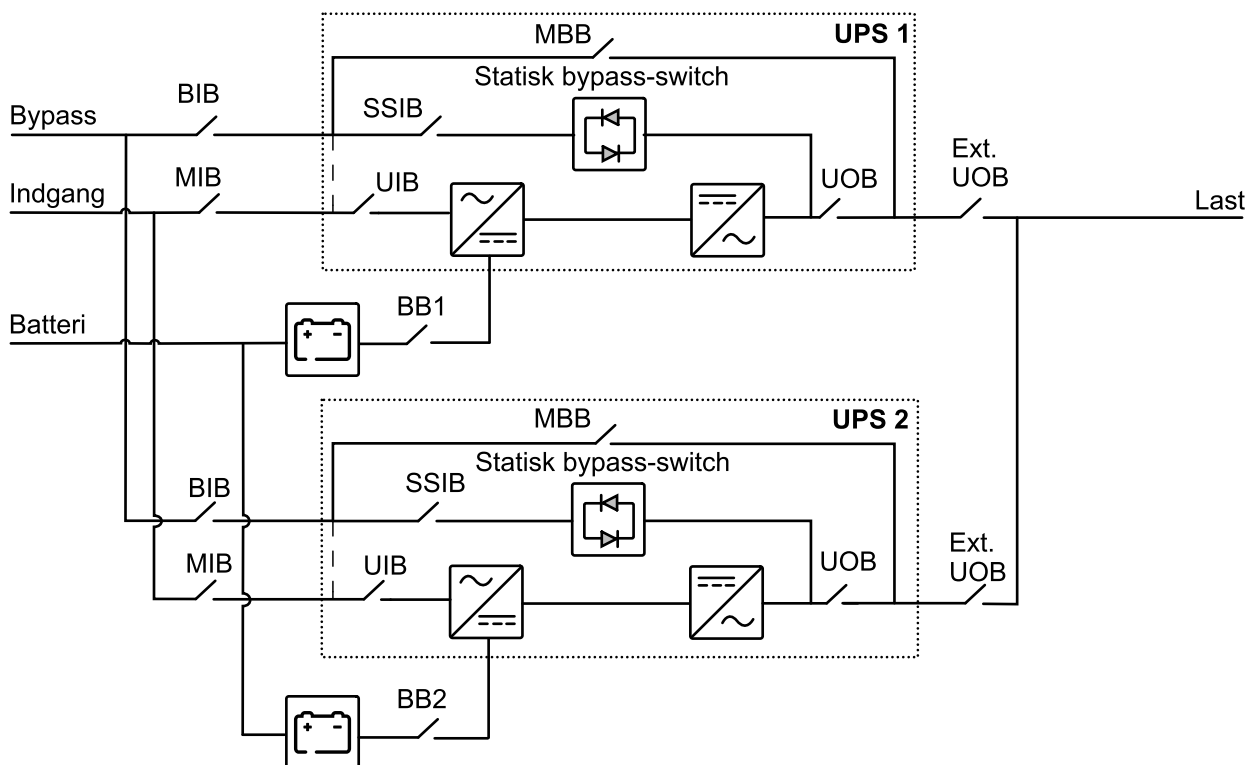 MBB
UPS 1
Statisk bypass-switch
BIB
SSIB
Bypass
Ext.
UOB
MIB
UIB
UOB
Indgang
Last
BB1
Batteri
+ -
MBB
UPS 2
Statisk bypass-switch
BIB
SSIB
Ext.
UOB
MIB
UIB
UOB
BB2
+ -